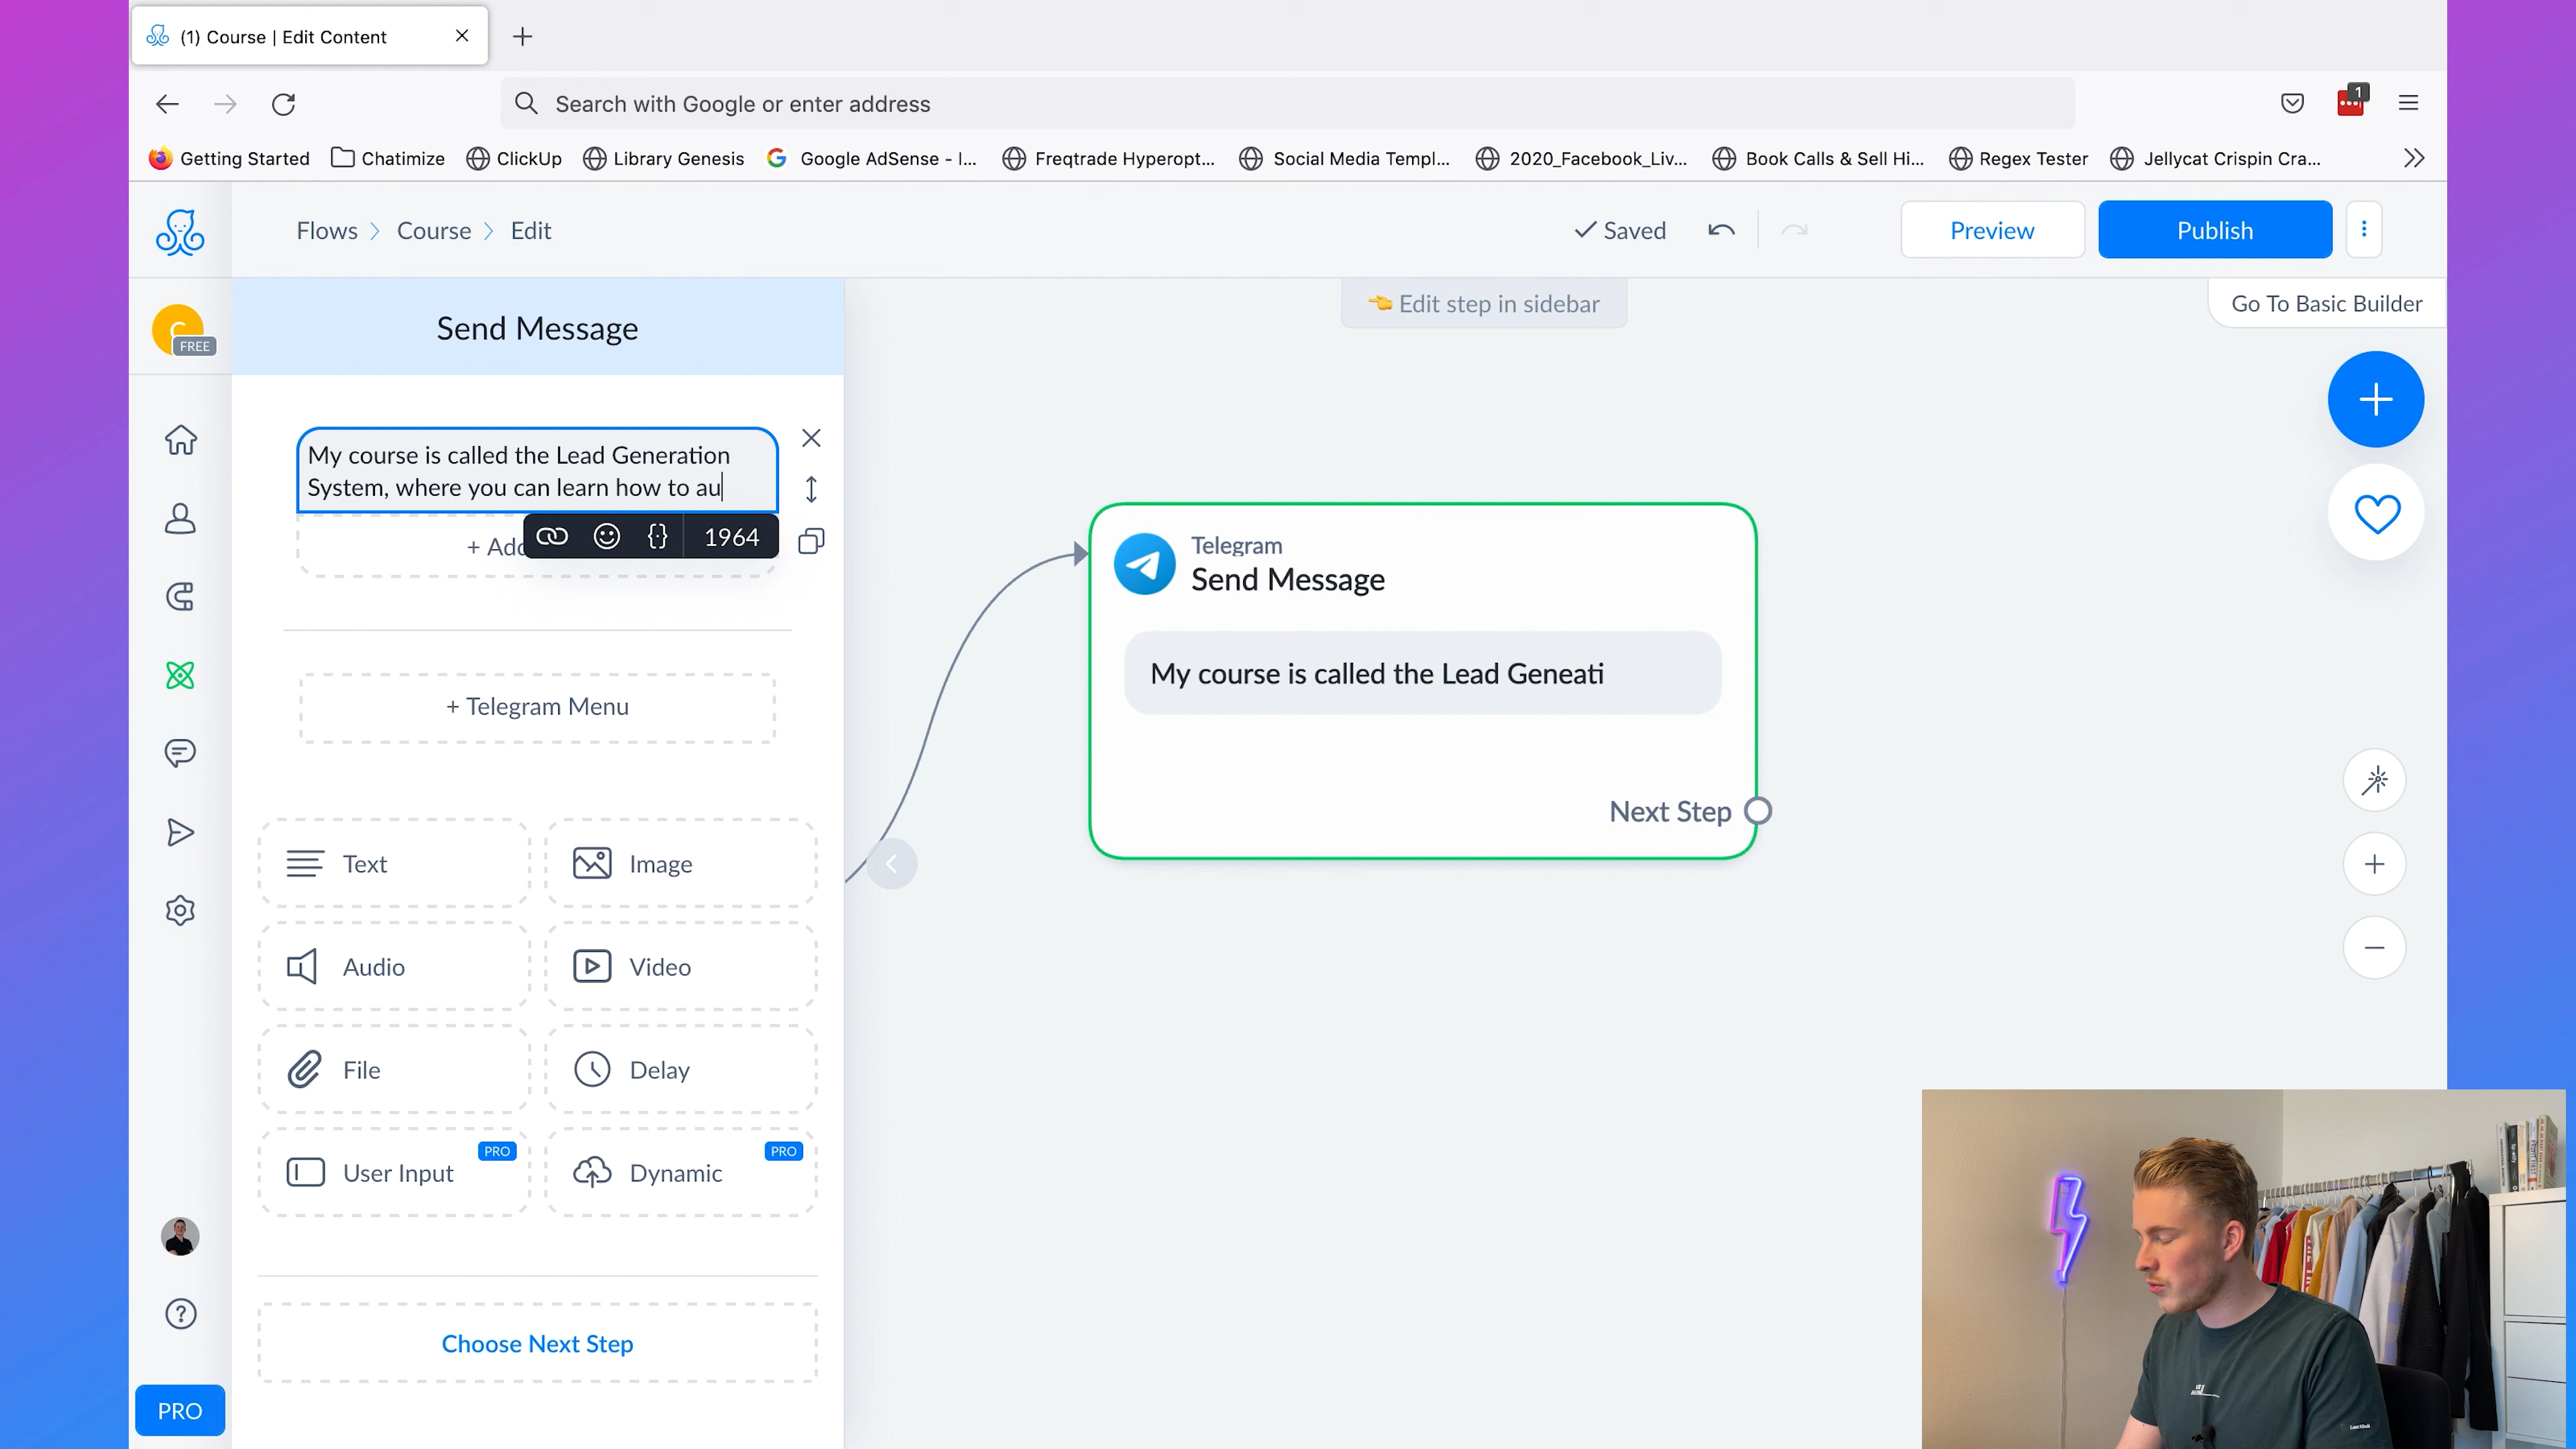 (1) Course | Edit Content
Search with Google or enter address
1
Getting Started
Chatimize
ClickUp
Library Genesis
Google AdSense - I...
Freqtrade Hyperopt...
Social Media Templ...
2020_Facebook_Liv...
Book Calls & Sell Hi...
Regex Tester
Jellycat Crispin Cra...
Flows
Course
Edit
Saved
Preview
Publish
C
FREE
Send Message
Edit step in sidebar
Go To Basic Builder
My course is called the Lead Generation
System, where you can learn how to au
+ Add
1964
+ Telegram Menu
Text
Image
Audio
Video
File
Delay
User Input
PRO
Dynamic
PRO
Choose Next Step
PRO
Telegram
Send Message
My course is called the Lead Geneati
Next Step